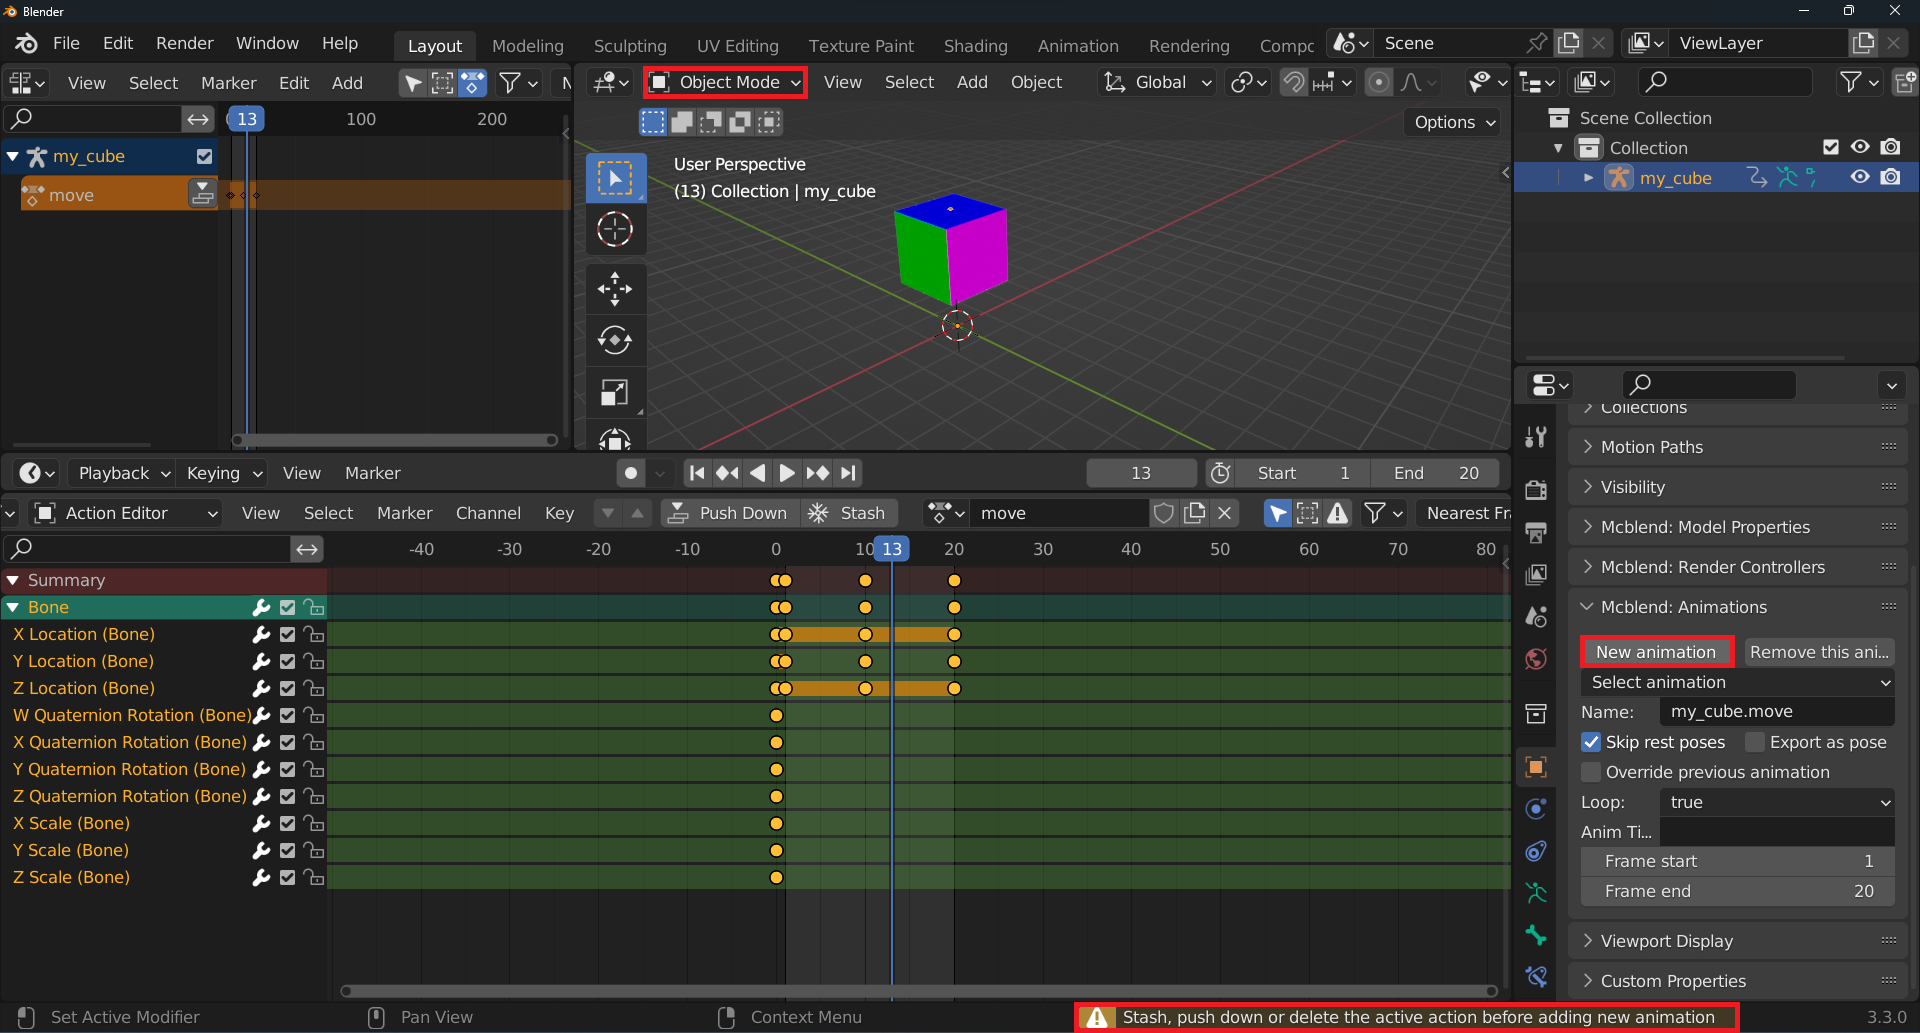 Blender
File Edit Render Window Help Layout Modeling Sculpting UV Editing Texture Paint Shading Animation Rendering Compc Scene ViewLayer
View Select Marker Edit Add N
Object Mode View Select Add Object Global
13 100 200
my_cube
move
Options
User Perspective
(13) Collection | my_cube
Scene Collection
Collection
my_cube
Playback Keying View Marker 13 Start 1 End 20
Action Editor View Select Marker Channel Key Push Down Stash move Nearest Fra
-40 -30 -20 -10 0 10 13 20 30 40 50 60 70 80
Summary
Bone
X Location (Bone)
Y Location (Bone)
Z Location (Bone)
W Quaternion Rotation (Bone)
X Quaternion Rotation (Bone)
Y Quaternion Rotation (Bone)
Z Quaternion Rotation (Bone)
X Scale (Bone)
Y Scale (Bone)
Z Scale (Bone)
Collections
Motion Paths
Visibility
Mcblend: Model Properties
Mcblend: Render Controllers
Mcblend: Animations
New animation Remove this ani...
Select animation
Name: my_cube.move
Skip rest poses Export as pose
Override previous animation
Loop: true
Anim Ti...
Frame start 1
Frame end 20
Viewport Display
Custom Properties
Set Active Modifier Pan View Context Menu Stash, push down or delete the active action before adding new animation 3.3.0